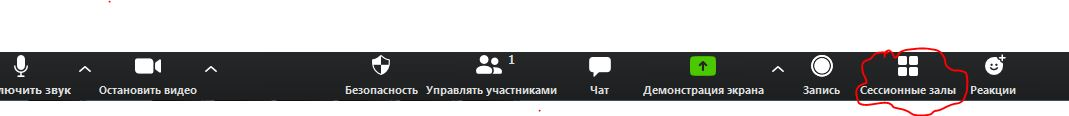 лючить звук
Остановить видео
Безопасность
Управлять участниками
1
Чат
Демонстрация экрана
Запись
Сессионные залы
Реакции